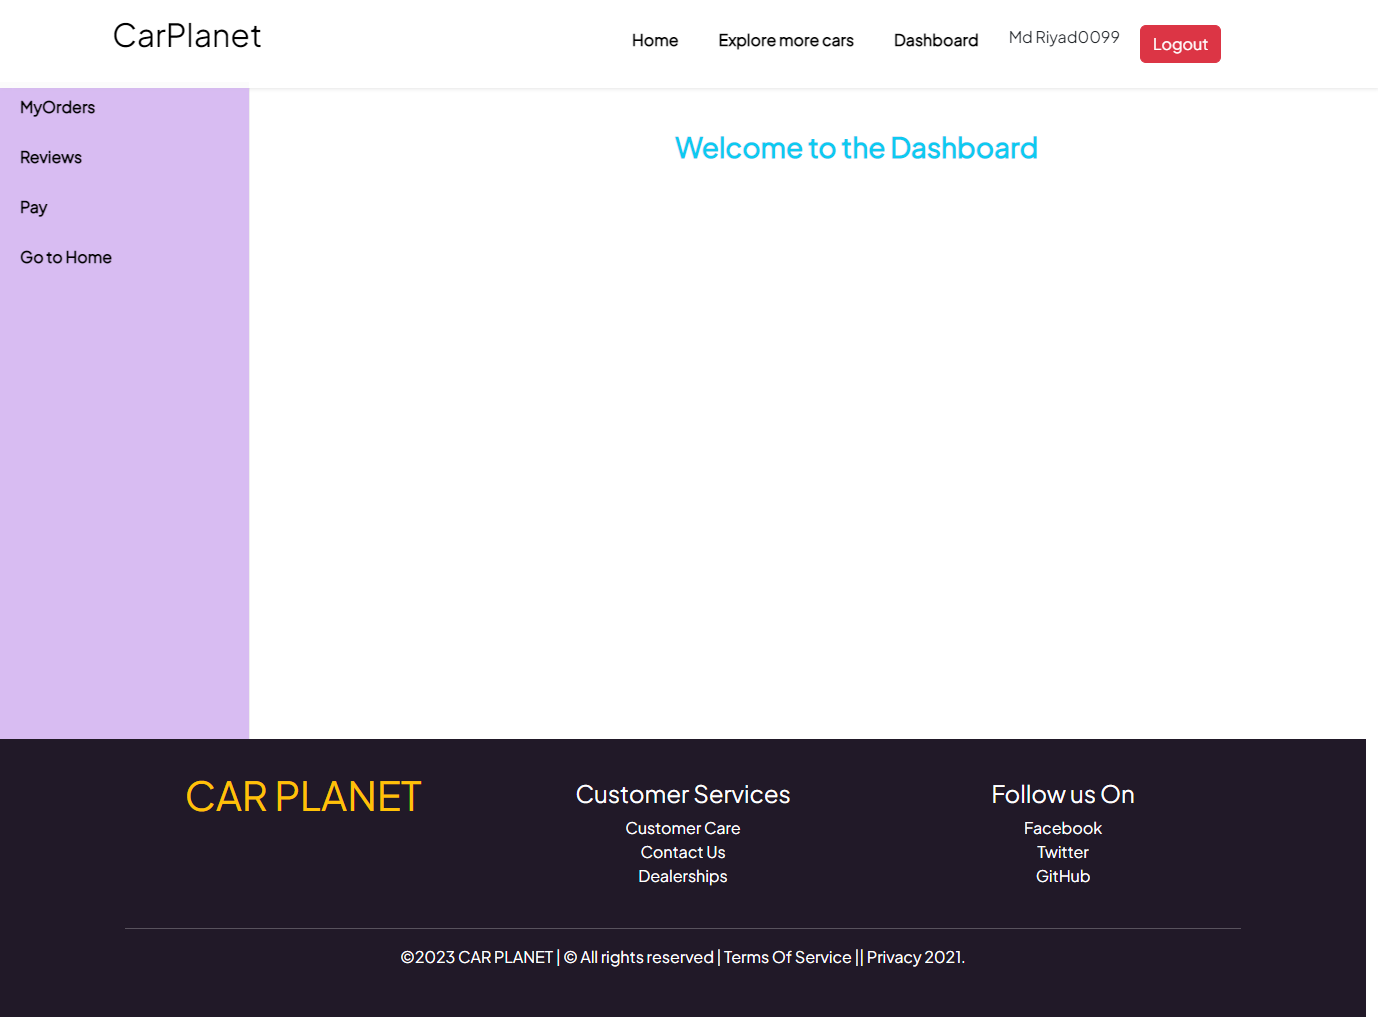 CarPlanet
Home Explore more cars Dashboard Md Riyad0099 Logout
MyOrders
Reviews
Pay
Go to Home
Welcome to the Dashboard
CAR PLANET
Customer Services
Customer Care
Contact Us
Dealerships
Follow us On
Facebook
Twitter
GitHub
©2023 CAR PLANET | © All rights reserved | Terms Of Service || Privacy 2021.